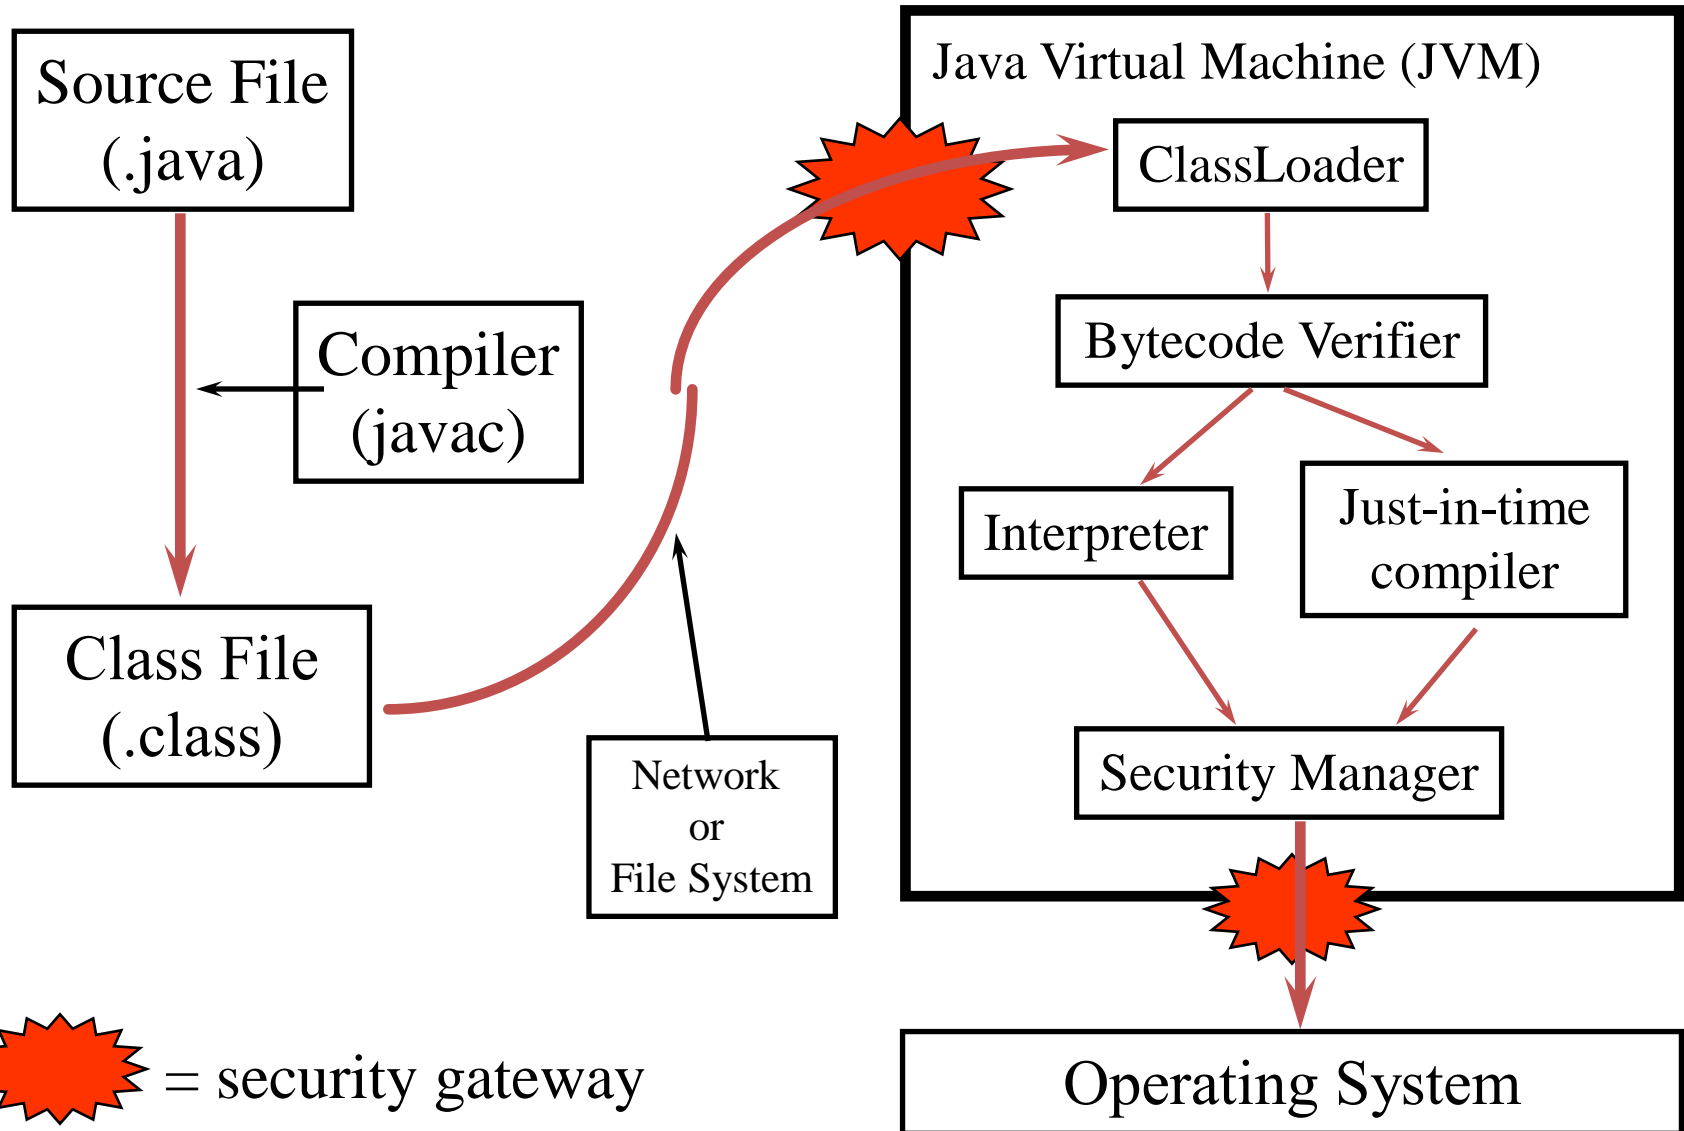 Source File
(.java)
Compiler
(javac)
Class File
(.class)
Network
or
File System
Java Virtual Machine (JVM)
ClassLoader
Bytecode Verifier
Interpreter
Just-in-time
compiler
Security Manager
Operating System
= security gateway